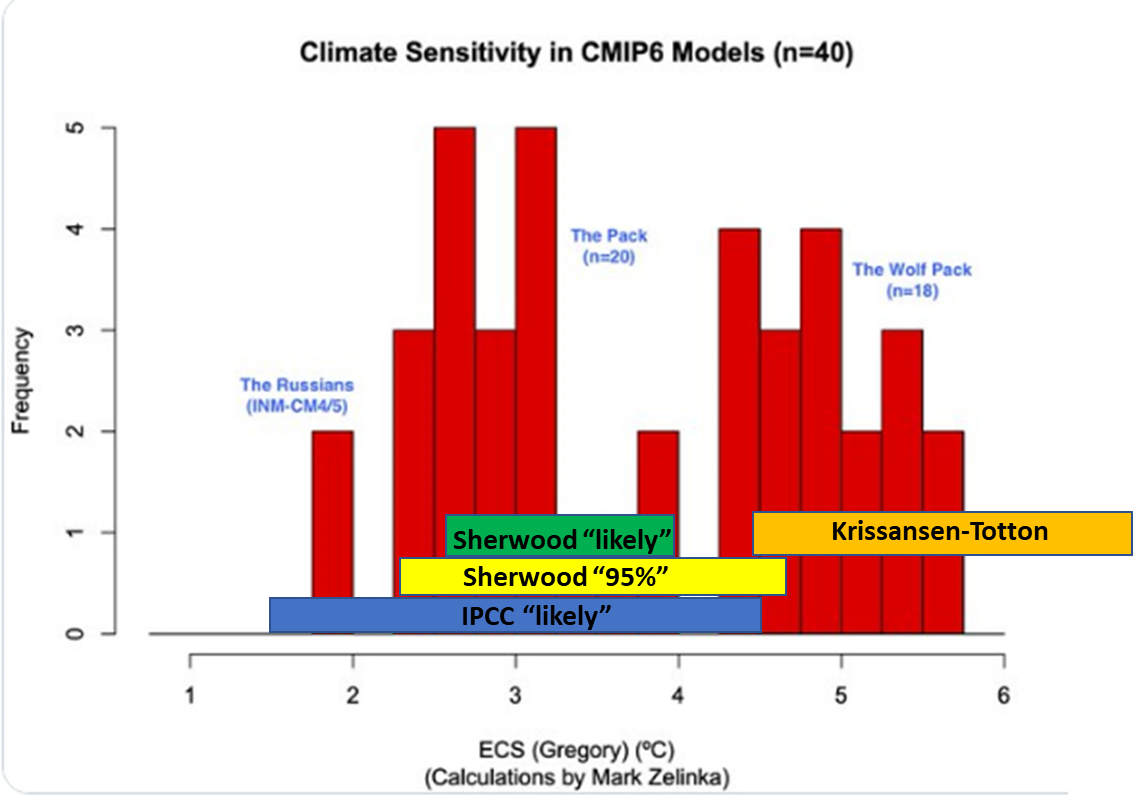 Climate Sensitivity in CMIP6 Models (n=40)
5
4
3
2
1
0
Frequency
The Pack
(n=20)
The Wolf Pack
(n=18)
The Russians
(INM-CM4/5)
Sherwood “likely”
Krissansen-Totton
Sherwood “95%”
IPCC “likely”
1 2 3 4 5 6
ECS (Gregory) (ºC)
(Calculations by Mark Zelinka)